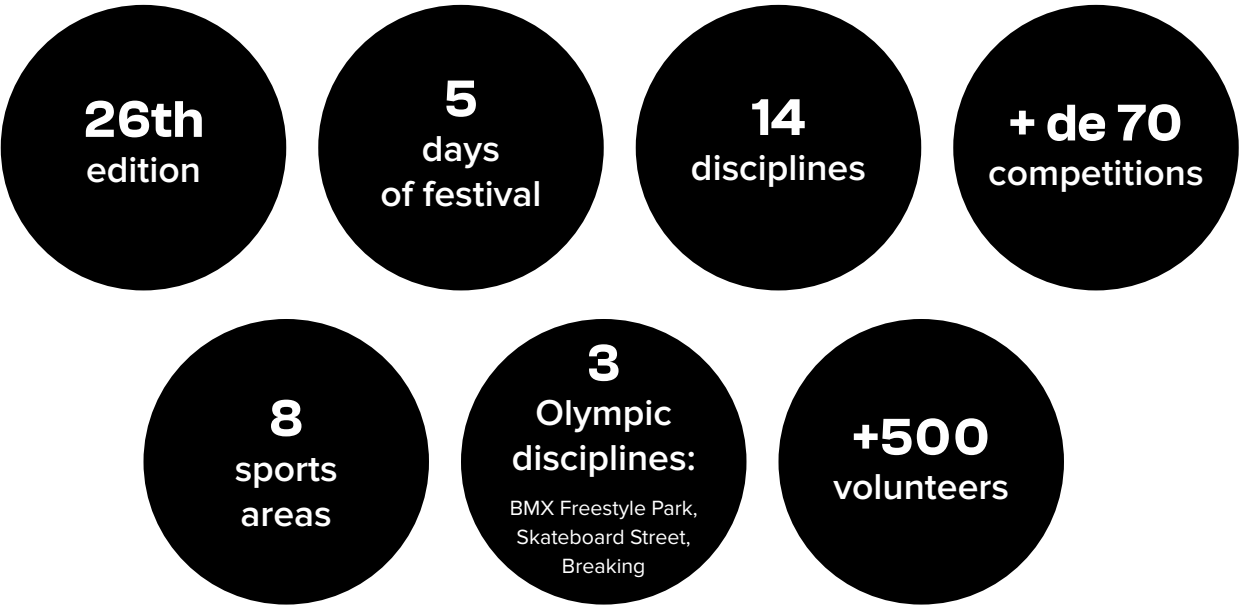 26th
edition
5
days
of festival
14
disciplines
+ de 70
competitions
8
sports
areas
3
Olympic
disciplines:
BMX Freestyle Park,
Skateboard Street,
Breaking
+500
volunteers